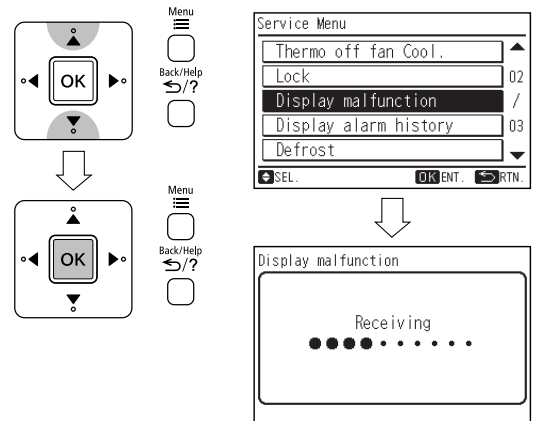 Menu
OK
Back/Help
/?
Menu
OK
Back/Help
/?
Service Menu
Thermo off fan Cool.
Lock
02
Display malfunction
/
Display alarm history
03
Defrost
SEL.
OK ENT.
RTN.
Display malfunction
Receiving